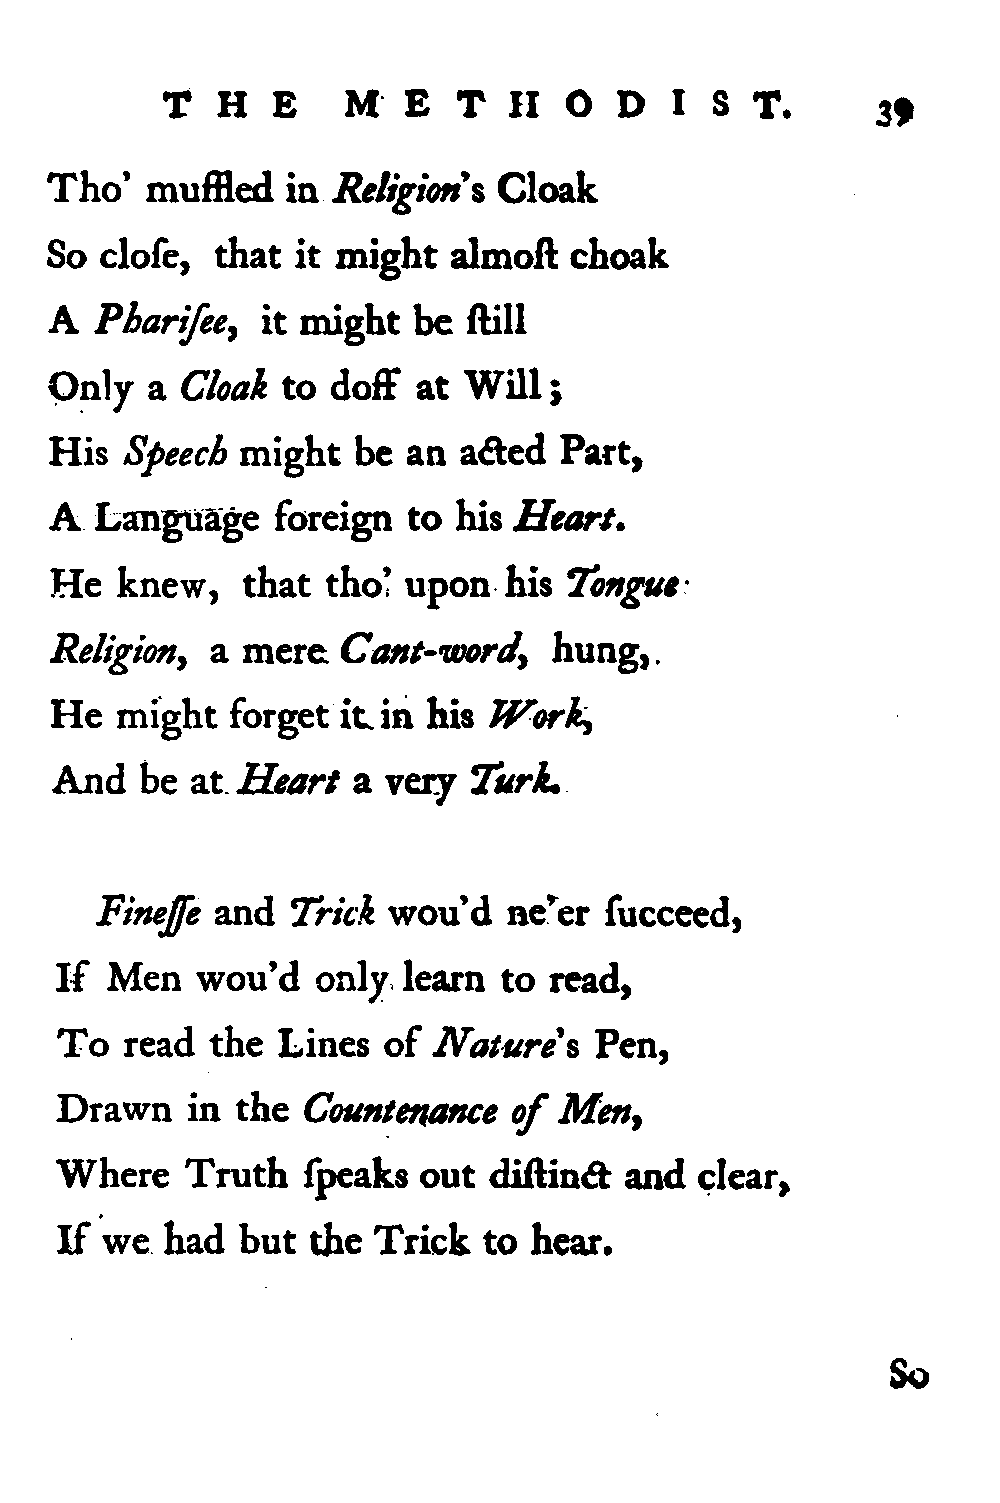 THE METHODIST. 39
Tho' muffled in Religion's Cloak
So cloſe, that it might almoſt choak
A Phariſee, it might be ſtill
Only a Cloak to doff at Will;
His Speech might be an acted Part,
A Language foreign to his Heart.
He knew, that tho' upon his Tongue
Religion, a mere Cant-word, hung,
He might forget it in his Work,
And be at Heart a very Turk.
Fineſſe and Trick wou'd ne'er ſucceed,
If Men wou'd only learn to read,
To read the Lines of Nature's Pen,
Drawn in the Countenance of Men,
Where Truth ſpeaks out diſtinct and clear,
If we had but the Trick to hear.
So